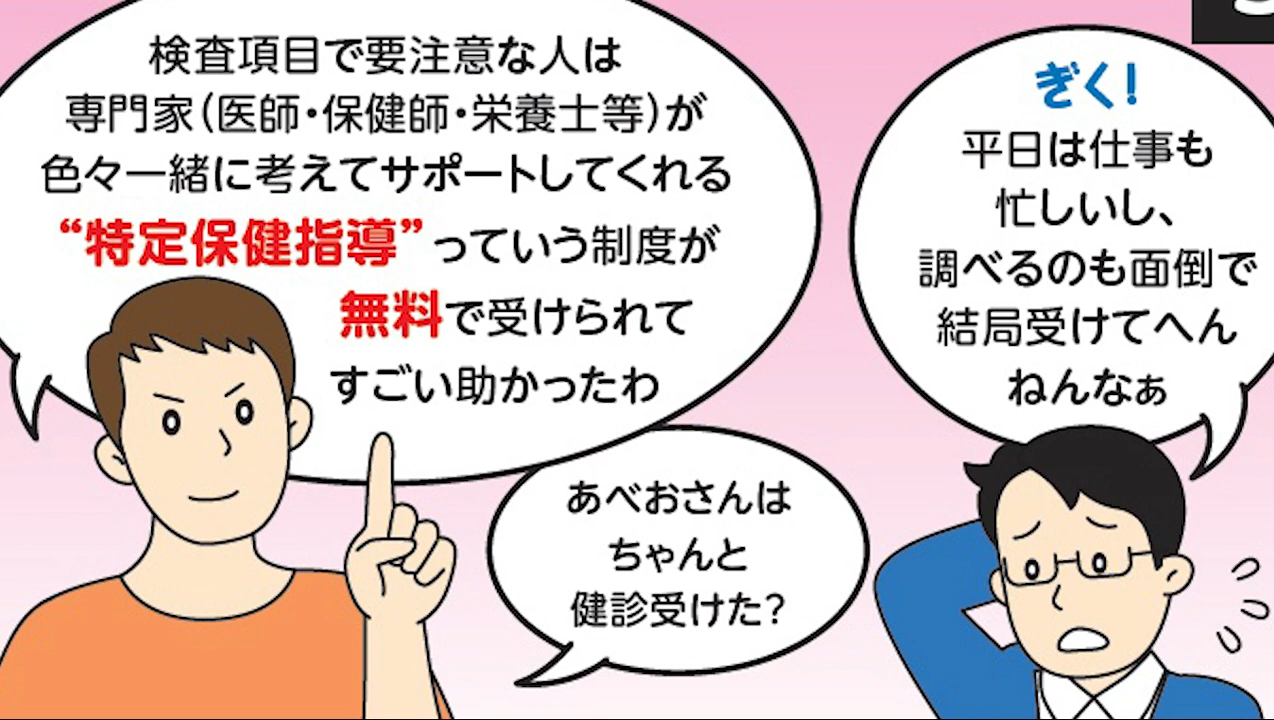 検査項目で要注意な人は
専門家（医師・保健師・栄養士等）が
色々一緒に考えてサポートしてくれる
“特定保健指導”っていう制度が
無料で受けられて
すごい助かったわ
あべおさんは
ちゃんと
健診受けた？
ぎく！
平日は仕事も
忙しいし、
調べるのも面倒で
結局受けてへん
ねんなぁ